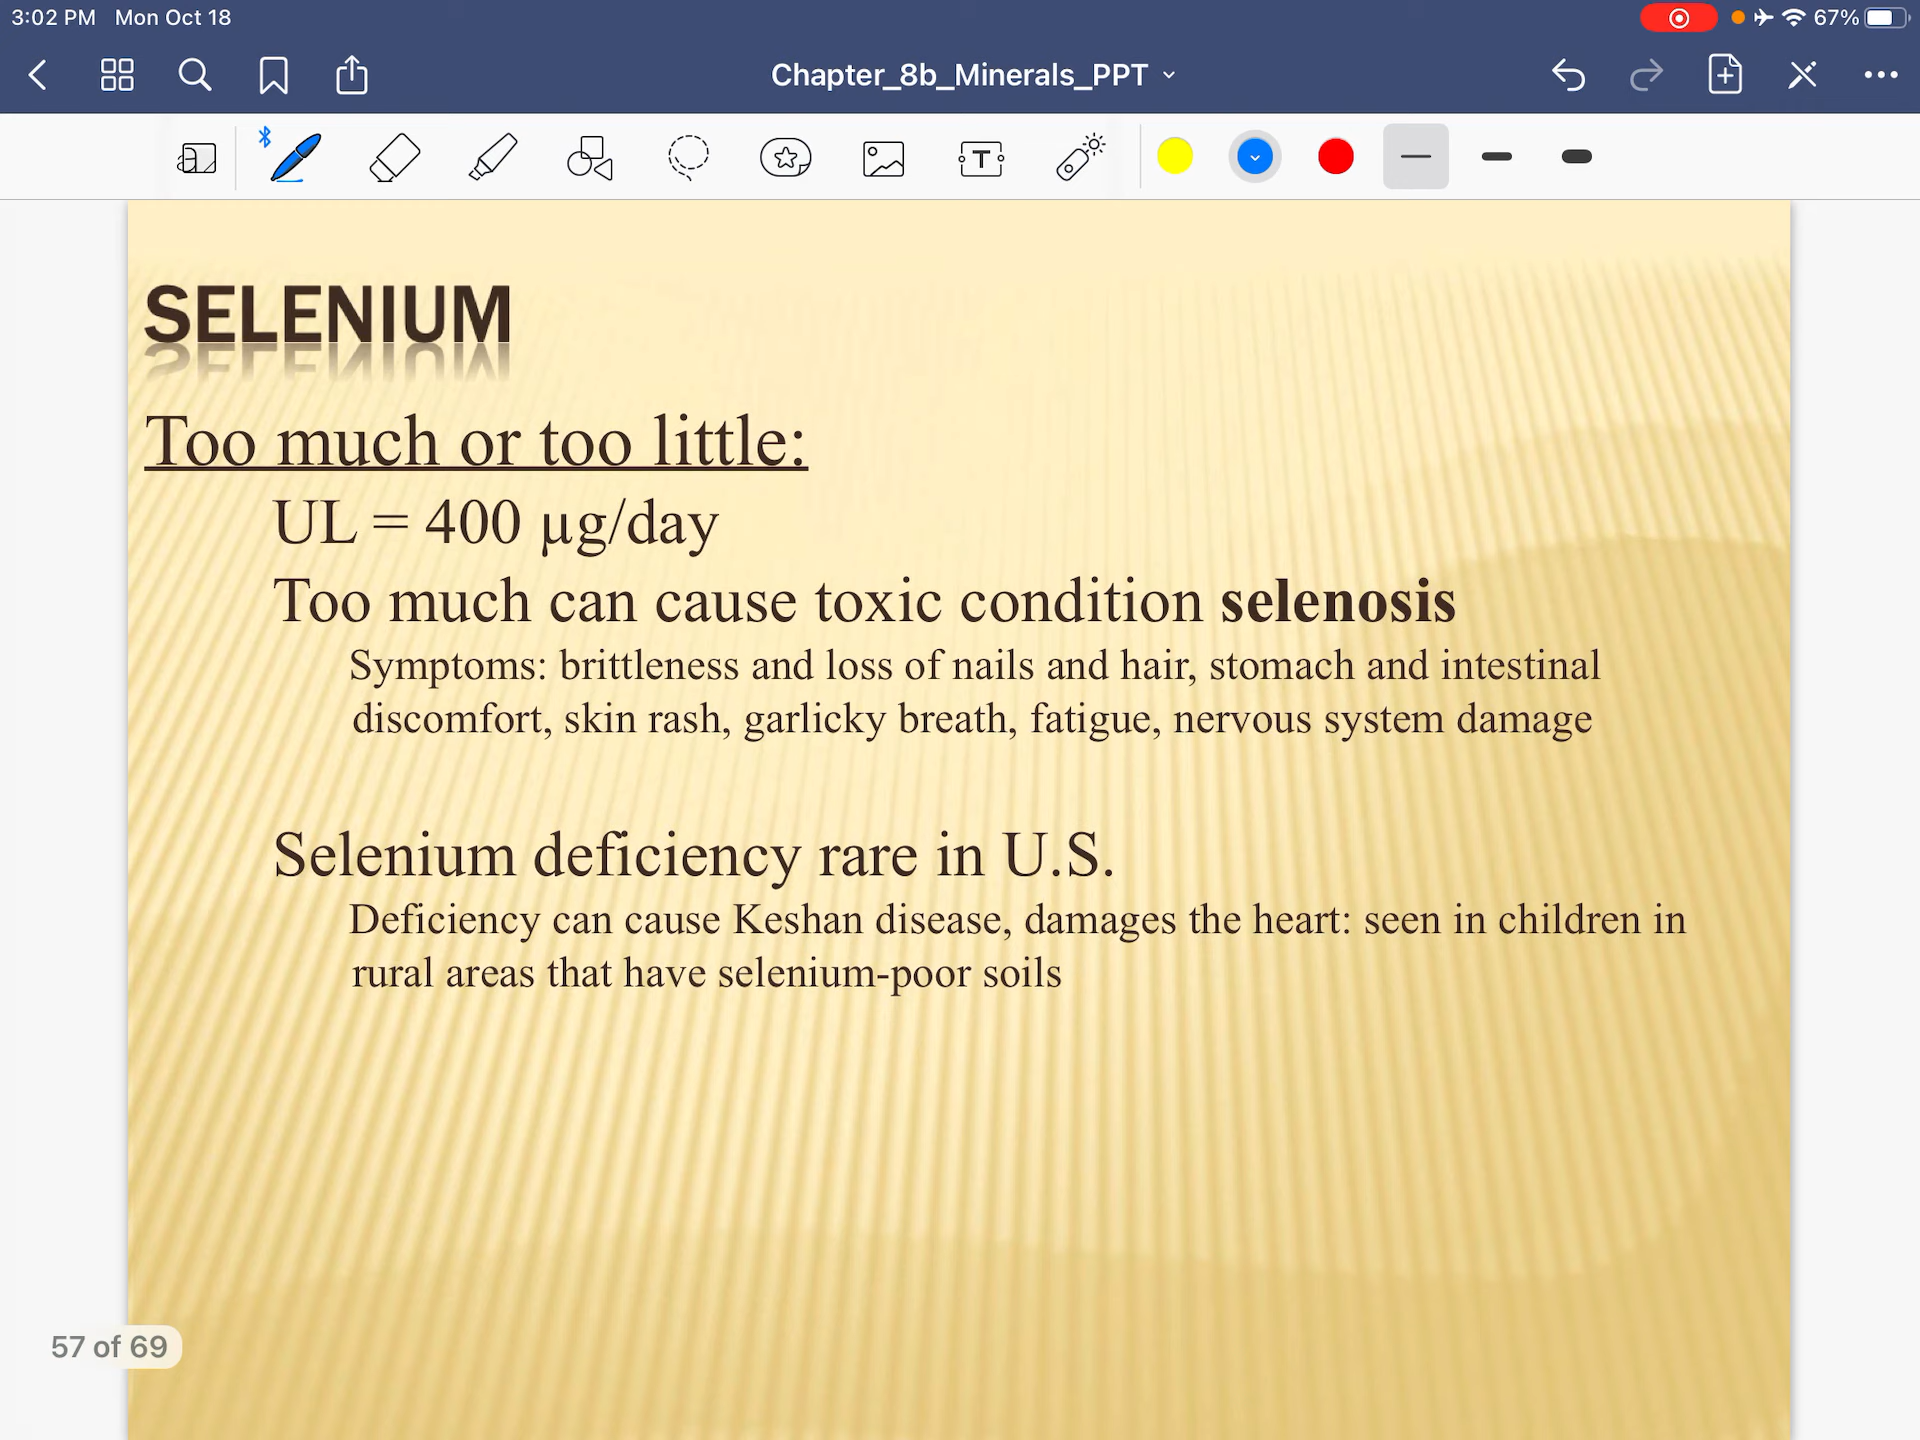 3:02 PM Mon Oct 18
67%
Chapter_8b_Minerals_PPT
SELENIUM
Too much or too little:
UL = 400 µg/day
Too much can cause toxic condition selenosis
Symptoms: brittleness and loss of nails and hair, stomach and intestinal
discomfort, skin rash, garlicky breath, fatigue, nervous system damage
Selenium deficiency rare in U.S.
Deficiency can cause Keshan disease, damages the heart: seen in children in
rural areas that have selenium-poor soils
57 of 69